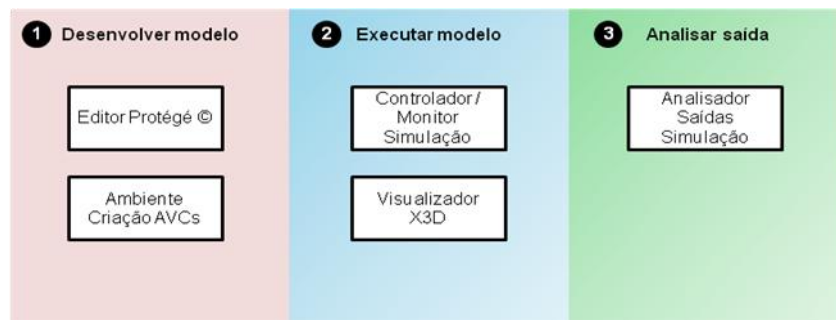 1 Desenvolver modelo
Editor Protégé ©
Ambiente
Criação AVCs
2 Executar modelo
Controlador/
Monitor
Simulação
Visualizador
X3D
3 Analisar saída
Analisador
Saídas
Simulação